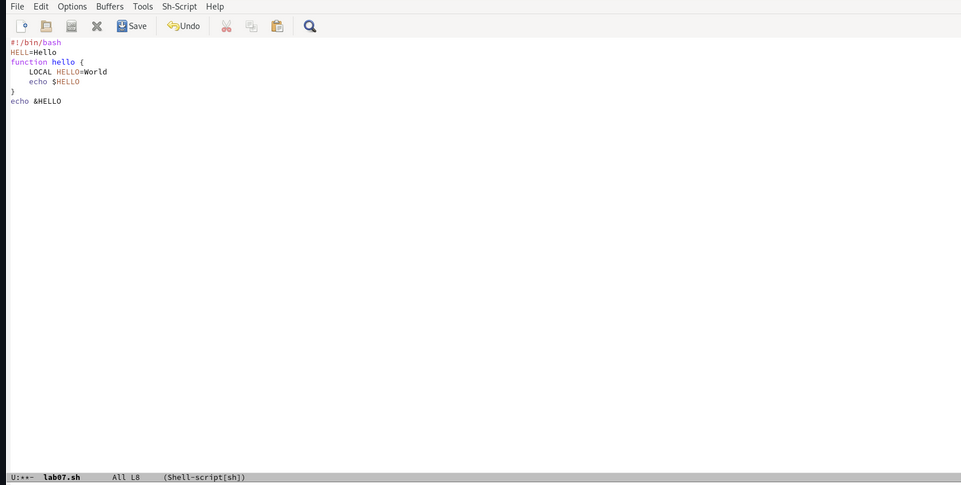 File Edit Options Buffers Tools Sh-Script Help
Save Undo
#!/bin/bash
HELL=Hello
function hello {
    LOCAL HELLO=World
    echo $HELLO
}
echo &HELLO
U:**- lab07.sh All L8 (Shell-script[sh])